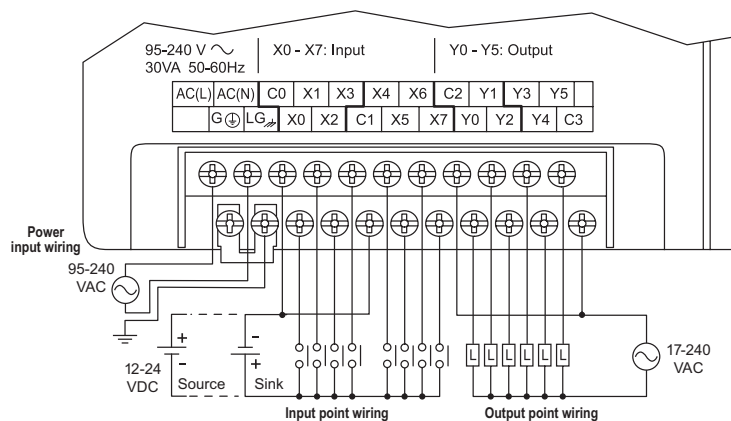 95-240 V ~
30VA 50-60Hz
X0 - X7: Input
Y0 - Y5: Output
AC(L) AC(N) C0 X1 X3 X4 X6 C2 Y1 Y3 Y5
G LG X0 X2 C1 X5 X7 Y0 Y2 Y4 C3
Power
input wiring
95-240
VAC
+
-
-
+
12-24
VDC
Source
Sink
L L L L L L
17-240
VAC
Input point wiring
Output point wiring